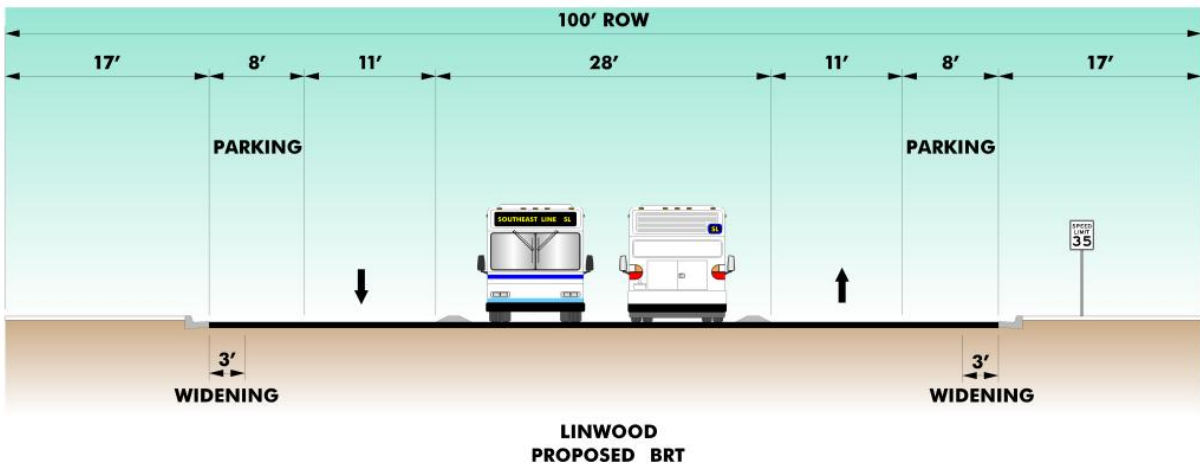 100' ROW
17' 8' 11' 28' 11' 8' 17'
PARKING PARKING
SOUTHEAST LINE SL
SL
SPEED
LIMIT
35
3' 3'
WIDENING WIDENING
LINWOOD
PROPOSED BRT